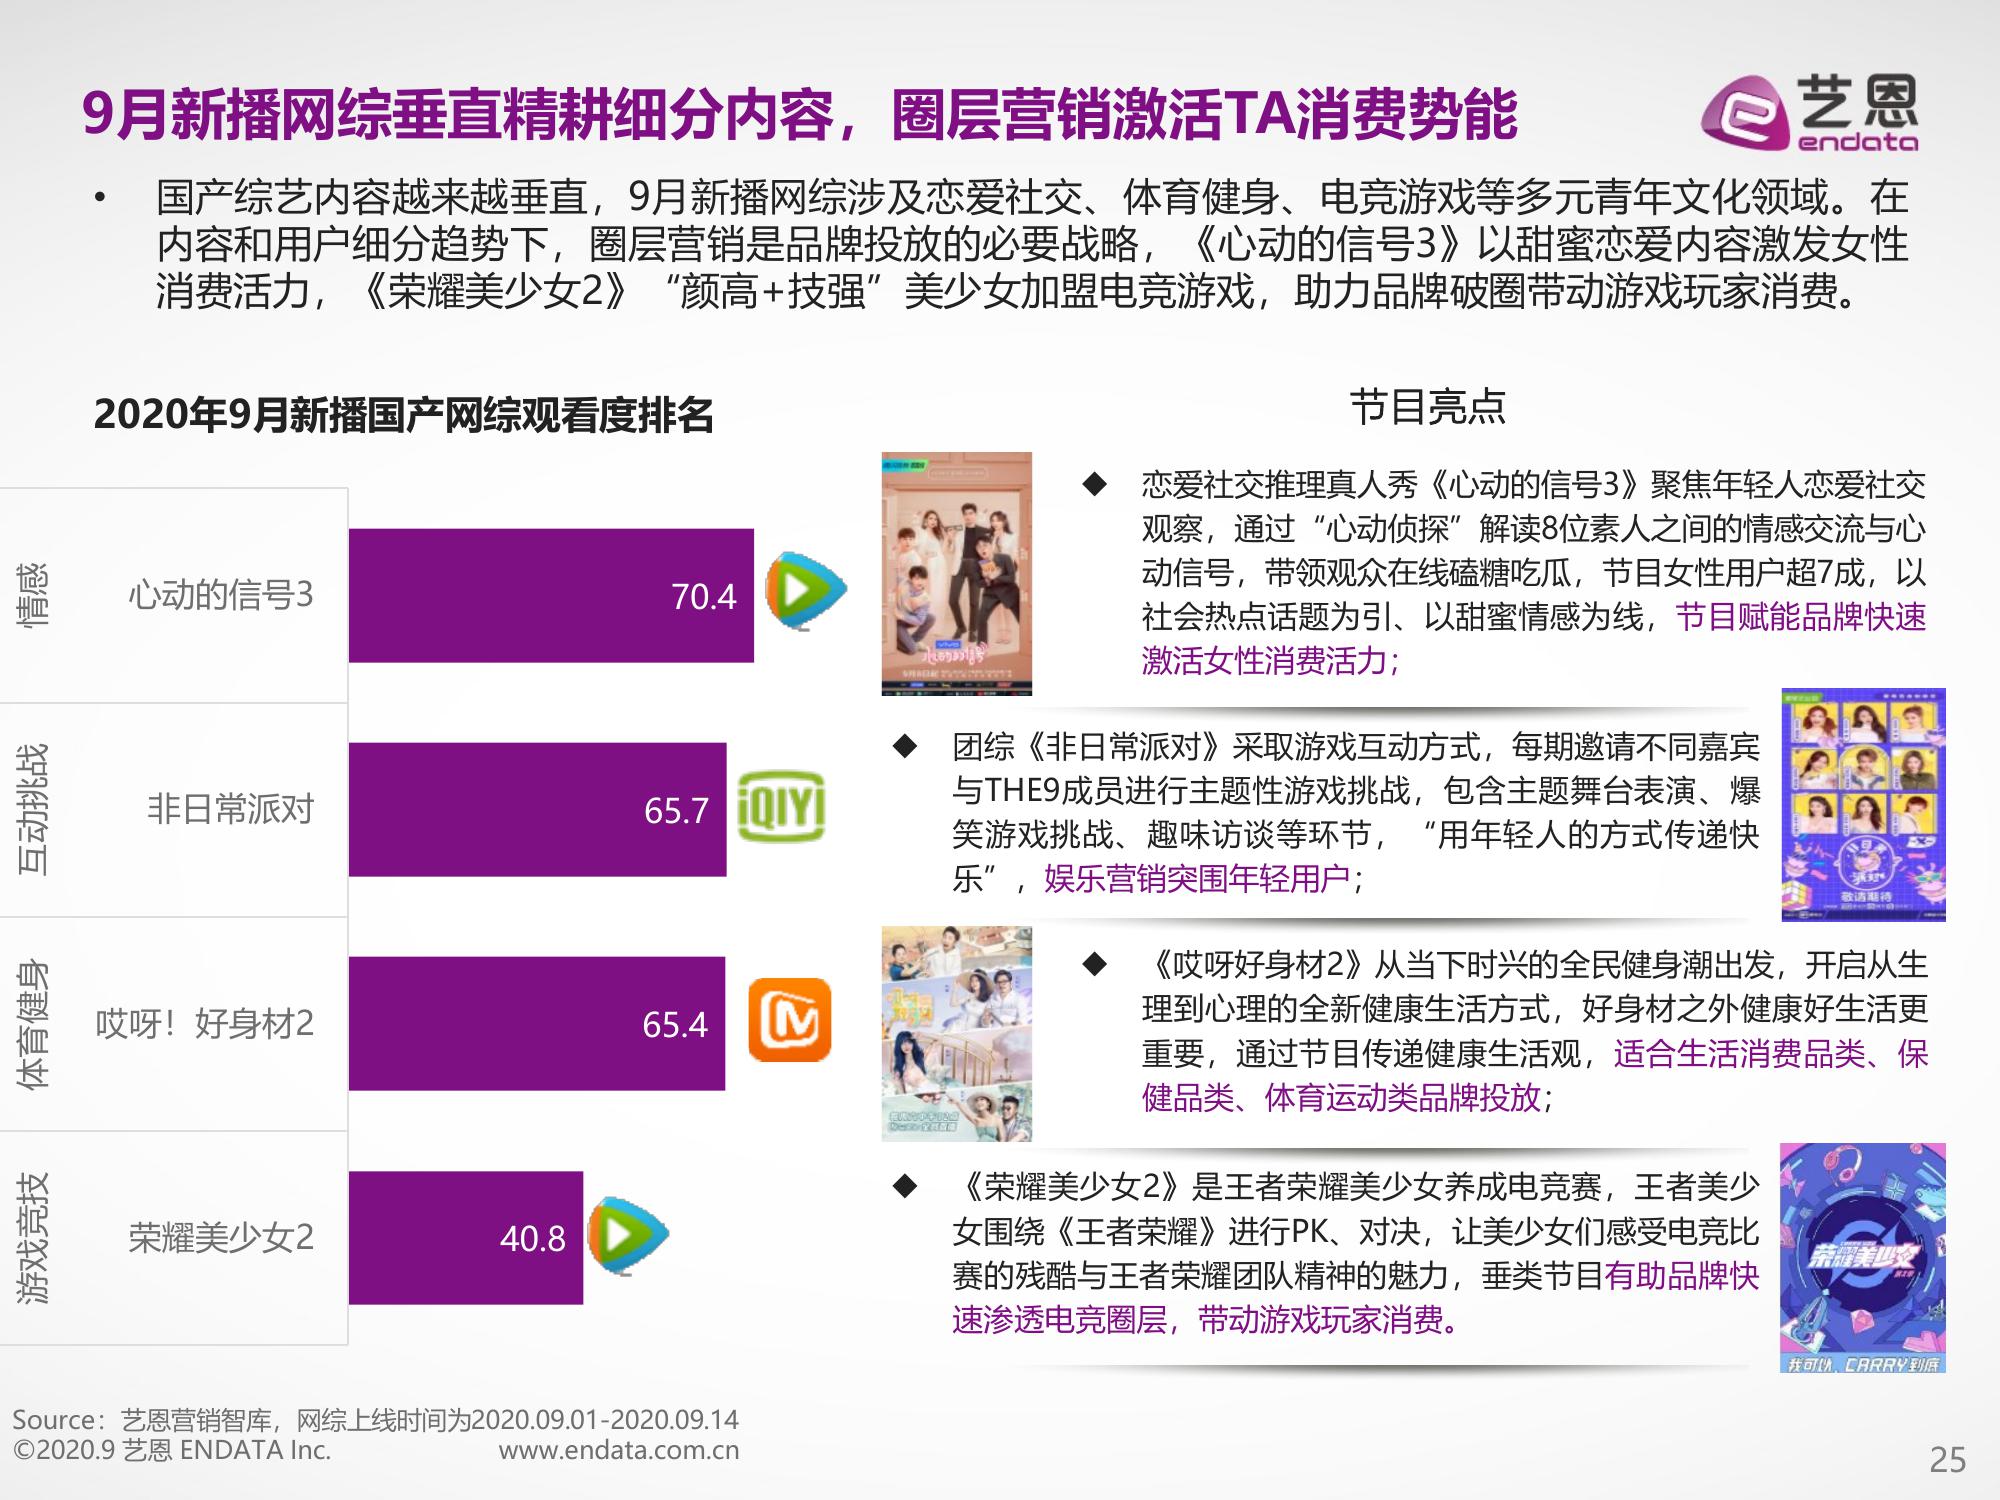 9月新播网综垂直精耕细分内容，圈层营销激活TA消费势能
艺恩
endata
• 国产综艺内容越来越垂直，9月新播网综涉及恋爱社交、体育健身、电竞游戏等多元青年文化领域。在
内容和用户细分趋势下，圈层营销是品牌投放的必要战略，《心动的信号3》以甜蜜恋爱内容激发女性
消费活力，《荣耀美少女2》“颜高+技强”美少女加盟电竞游戏，助力品牌破圈带动游戏玩家消费。
2020年9月新播国产网综观看度排名
情感
心动的信号3
70.4
互动挑战
非日常派对
65.7
iQIYI
体育健身
哎呀！好身材2
65.4
游戏竞技
荣耀美少女2
40.8
节目亮点
◆ 恋爱社交推理真人秀《心动的信号3》聚焦年轻人恋爱社交
观察，通过“心动侦探”解读8位素人之间的情感交流与心
动信号，带领观众在线磕糖吃瓜，节目女性用户超7成，以
社会热点话题为引、以甜蜜情感为线，节目赋能品牌快速
激活女性消费活力；
vivo
心动的信号
◆ 团综《非日常派对》采取游戏互动方式，每期邀请不同嘉宾
与THE9成员进行主题性游戏挑战，包含主题舞台表演、爆
笑游戏挑战、趣味访谈等环节，“用年轻人的方式传递快
乐”，娱乐营销突围年轻用户；
非日常
派对
敬请期待
◆ 《哎呀好身材2》从当下时兴的全民健身潮出发，开启从生
理到心理的全新健康生活方式，好身材之外健康好生活更
重要，通过节目传递健康生活观，适合生活消费品类、保
健品类、体育运动类品牌投放；
◆ 《荣耀美少女2》是王者荣耀美少女养成电竞赛，王者美少
女围绕《王者荣耀》进行PK、对决，让美少女们感受电竞比
赛的残酷与王者荣耀团队精神的魅力，垂类节目有助品牌快
速渗透电竞圈层，带动游戏玩家消费。
荣耀美少女
我可以，CARRY到底
Source：艺恩营销智库，网综上线时间为2020.09.01-2020.09.14
©2020.9 艺恩 ENDATA Inc. www.endata.com.cn
25